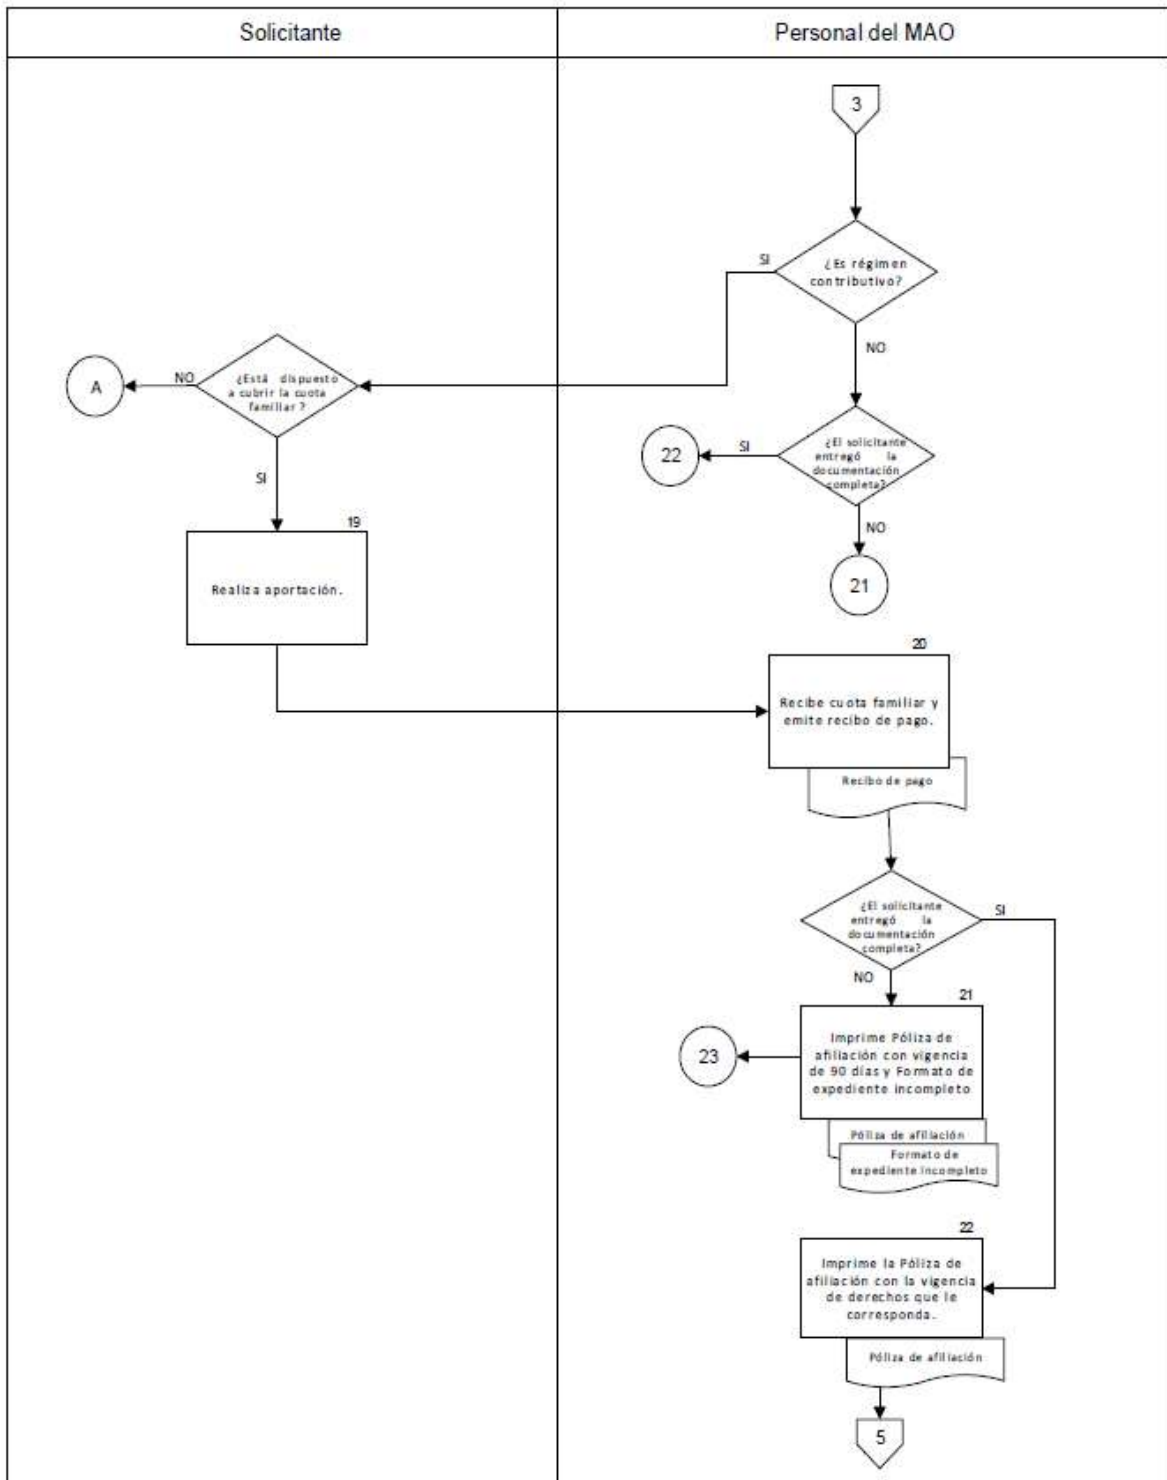 Solicitante
Personal del MAO
3
¿Es régimen
contributivo?
SI
NO
¿Está dispuesto
a cubrir la cuota
familiar ?
NO
A
SI
¿El solicitante
entregó la
documentación
completa?
SI
22
NO
21
19
Realiza aportación.
20
Recibe cuota familiar y
emite recibo de pago.
Recibo de pago
¿El solicitante
entregó la
documentación
completa?
SI
NO
21
Imprime Póliza de
afiliación con vigencia
de 90 días y Formato de
expediente incompleto
23
Póliza de afiliación
Formato de
expediente incompleto
22
Imprime la Póliza de
afiliación con la vigencia
de derechos que le
corresponda.
Póliza de afiliación
5